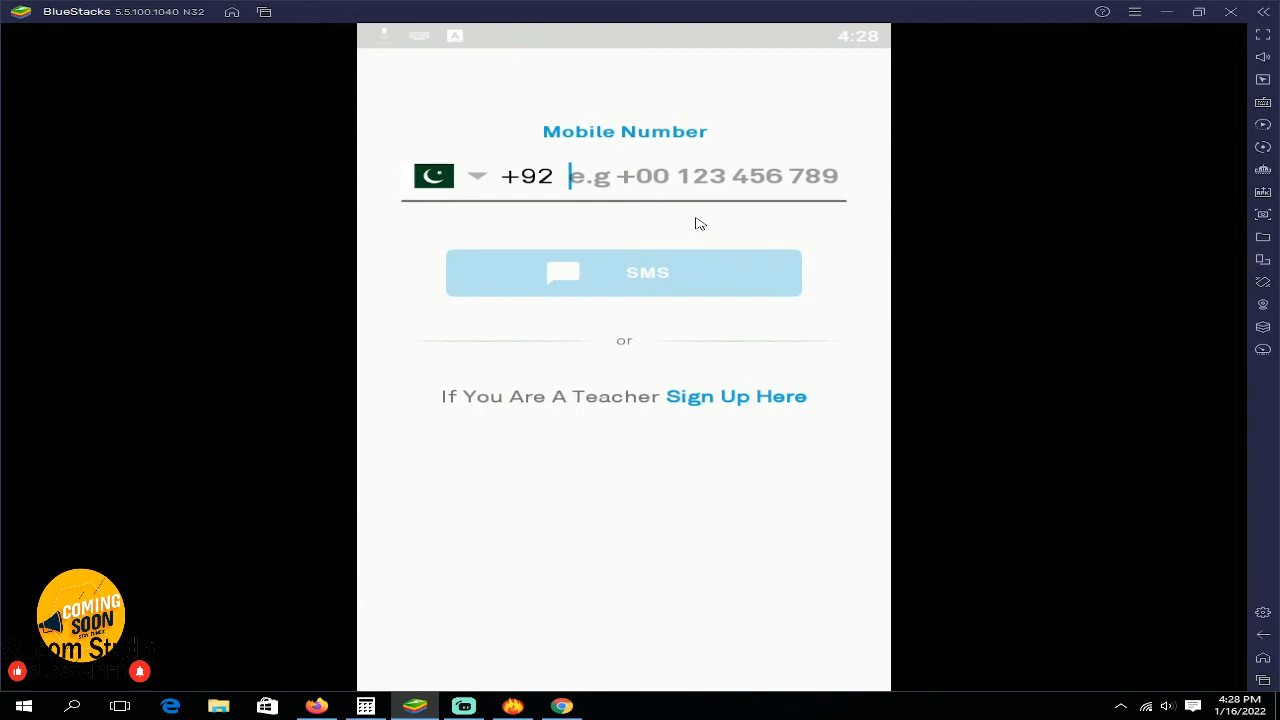 BlueStacks 5.5.100.1040 N32
A
4:28
Mobile Number
+92 e.g +00 123 456 789
SMS
or
If You Are A Teacher Sign Up Here
COMING
SOON
4:28 PM
1/16/2022